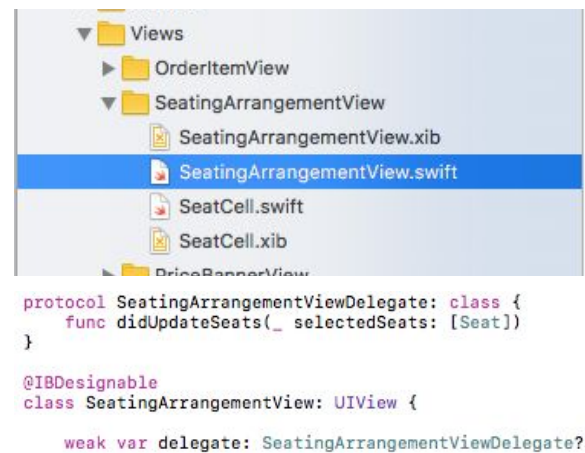 Views
OrderItemView
SeatingArrangementView
SeatingArrangementView.xib
SeatingArrangementView.swift
SeatCell.swift
SeatCell.xib
PriceBannerView
protocol SeatingArrangementViewDelegate: class {
    func didUpdateSeats(_ selectedSeats: [Seat])
}
@IBDesignable
class SeatingArrangementView: UIView {
    weak var delegate: SeatingArrangementViewDelegate?